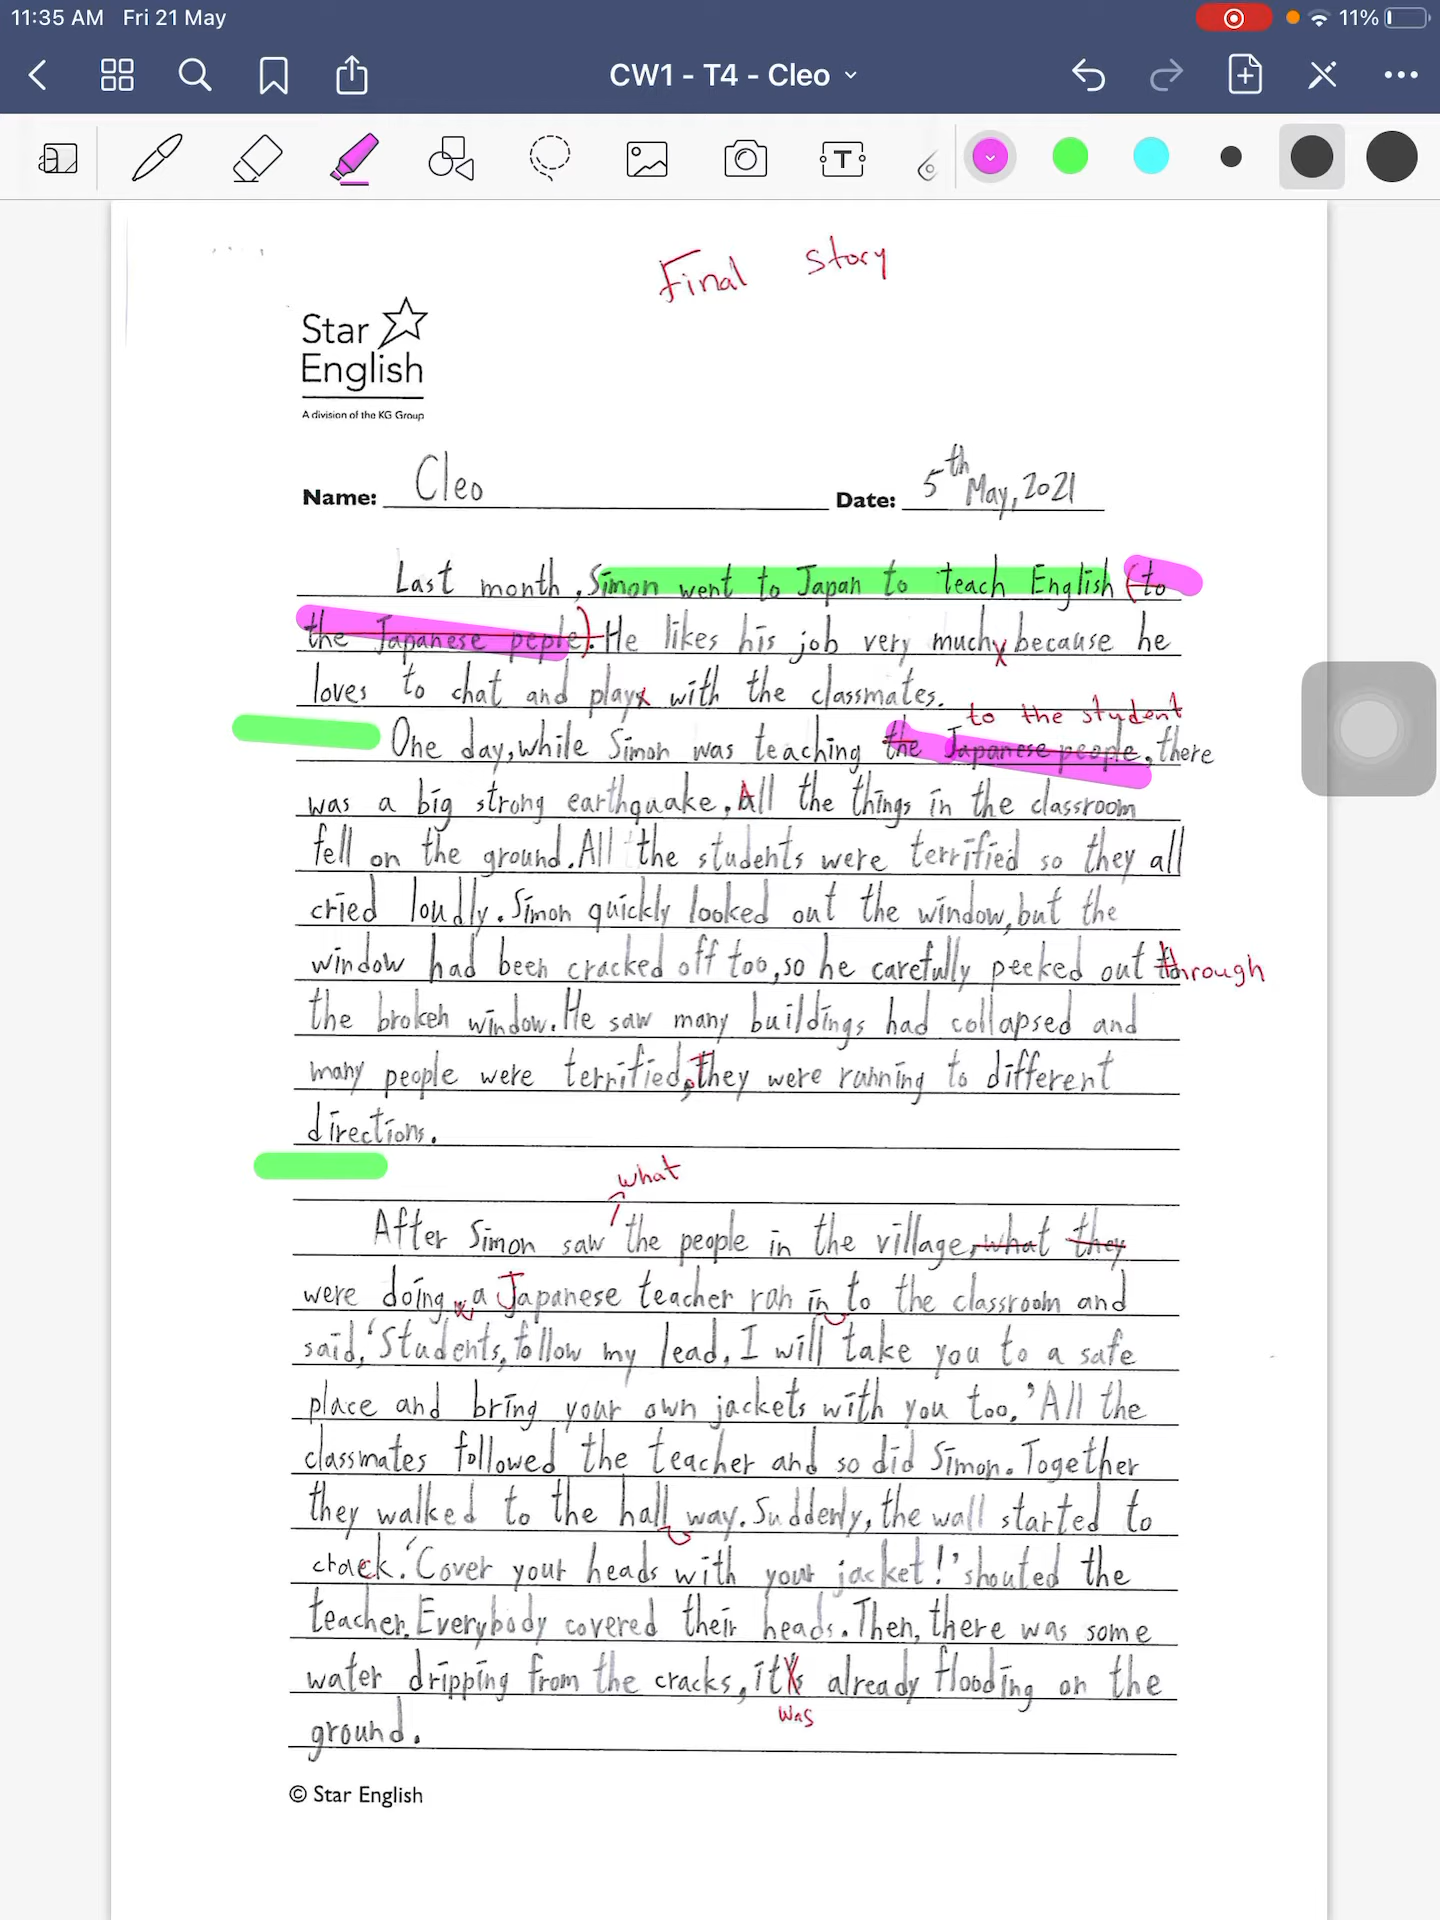 11:35 AM Fri 21 May
11%
CW1 - T4 - Cleo
Final story
Star
English
A division of the KG Group
Name: Cleo Date: 5th May, 2021
Last month, Simon went to Japan to teach English (to
the Japanese peple). He likes his job very much because he
loves to chat and play with the classmates.
to the student
One day, while Simon was teaching the Japanese people, there
was a big strong earthquake. All the things in the classroom
fell on the ground. All the students were terrified so they all
cried loudly. Simon quickly looked out the window, but the
window had been cracked off too, so he carefully peeked out through
the broken window. He saw many buildings had collapsed and
many people were terrified. They were running to different
directions.
what
After Simon saw the people in the village, what they
were doing, a Japanese teacher ran in to the classroom and
said, 'Students, follow my lead, I will take you to a safe
place and bring your own jackets with you too.' All the
classmates followed the teacher and so did Simon. Together
they walked to the hall way. Suddenly, the wall started to
crack. 'Cover your heads with your jacket!' shouted the
teacher. Everybody covered their heads. Then, there was some
water dripping from the cracks, it's already flooding on the
was
ground.
© Star English